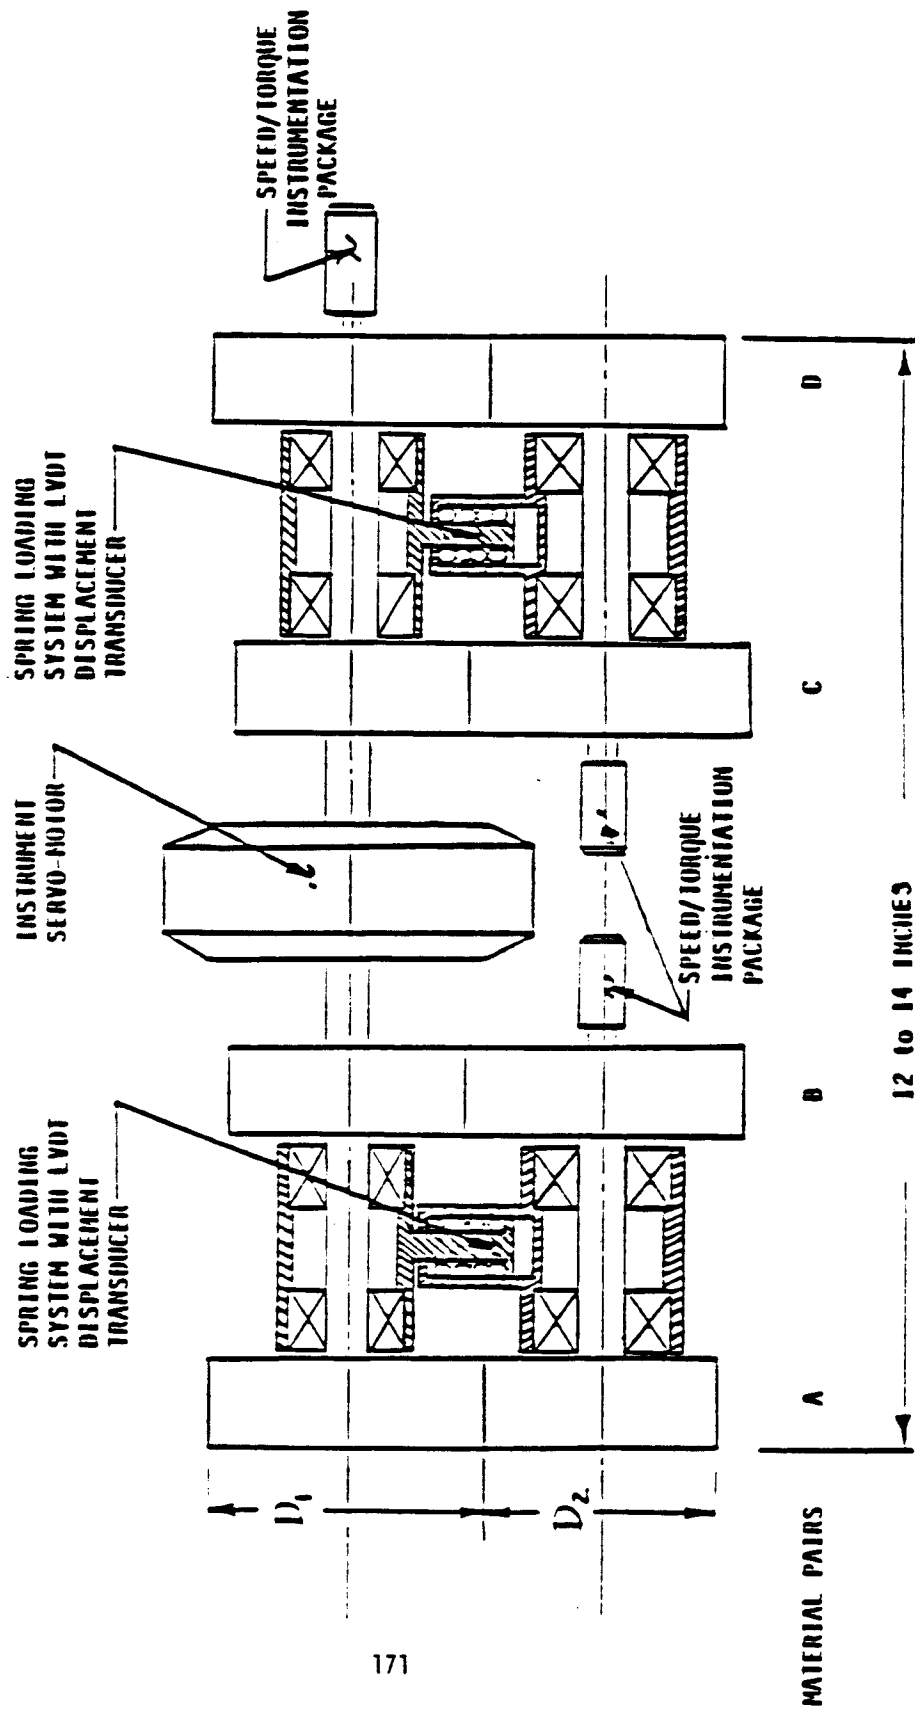 SPRING LOADING
SYSTEM WITH LVDT
DISPLACEMENT
TRANSDUCER
INSTRUMENT
SERVO-MOTOR
SPRING LOADING
SYSTEM WITH LVDT
DISPLACEMENT
TRANSDUCER
SPEED/TORQUE
INSTRUMENTATION
PACKAGE
D₁
D₂
SPEED/TORQUE
INSTRUMENTATION
PACKAGE
MATERIAL PAIRS
A
B
C
D
12 to 14 INCHES
171